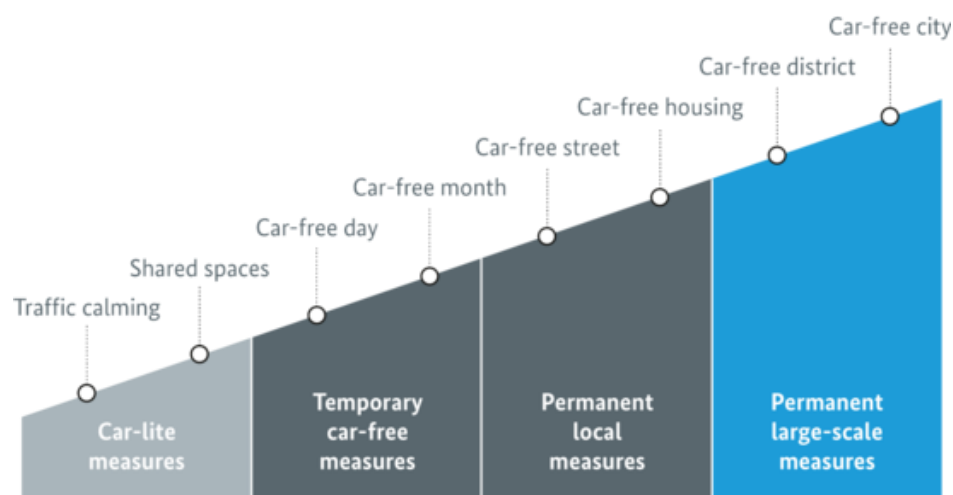 Car-free city
Car-free district
Car-free housing
Car-free street
Car-free month
Car-free day
Shared spaces
Traffic calming
Car-lite
measures
Temporary
car-free
measures
Permanent
local
measures
Permanent
large-scale
measures